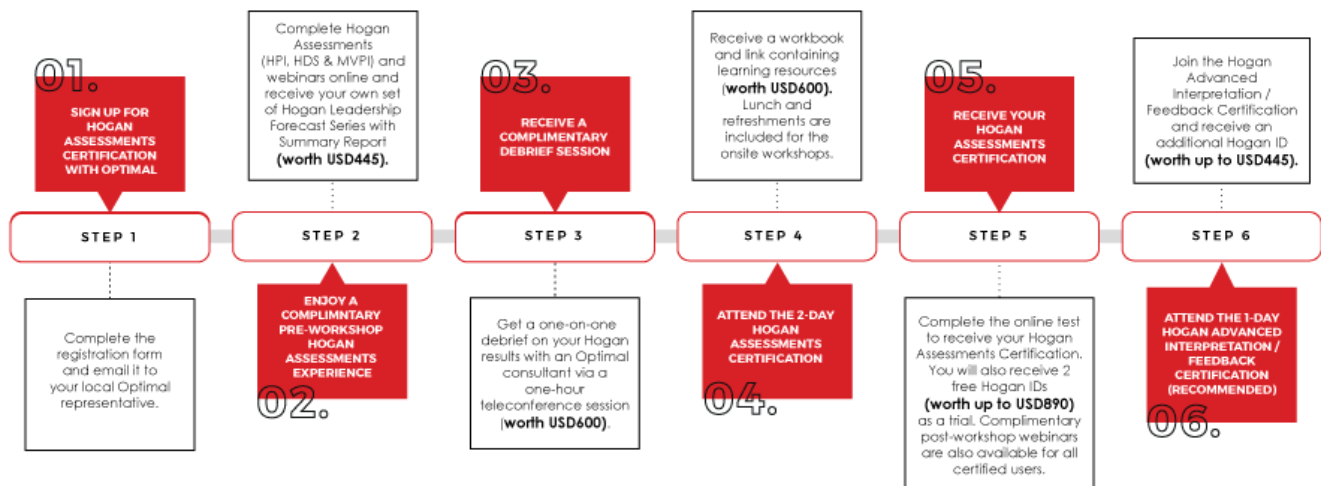 01.
SIGN UP FOR
HOGAN
ASSESSMENTS
CERTIFICATION
WITH OPTIMAL
STEP 1
Complete the
registration form
and email it to
your local Optimal
representative.
Complete Hogan
Assessments
(HPI, HDS & MVPI) and
webinars online and
receive your own set
of Hogan Leadership
Forecast Series with
Summary Report
(worth USD445).
STEP 2
ENJOY A
COMPLIMNTARY
PRE-WORKSHOP
HOGAN
ASSESSMENTS
EXPERIENCE
02.
03.
RECEIVE A
COMPLIMENTARY
DEBRIEF SESSION
STEP 3
Get a one-on-one
debrief on your Hogan
results with an Optimal
consultant via a
one-hour
teleconference session
(worth USD600).
Receive a workbook
and link containing
learning resources
(worth USD600).
Lunch and
refreshments are
included for the
onsite workshops.
STEP 4
ATTEND THE 2-DAY
HOGAN
ASSESSMENTS
CERTIFICATION
04.
05.
RECEIVE YOUR
HOGAN
ASSESSMENTS
CERTIFICATION
STEP 5
Complete the online test
to receive your Hogan
Assessments Certification.
You will also receive 2
free Hogan IDs
(worth up to USD890)
as a trial. Complimentary
post-workshop webinars
are also available for all
certified users.
Join the Hogan
Advanced
Interpretation /
Feedback Certification
and receive an
additional Hogan ID
(worth up to USD445).
STEP 6
ATTEND THE 1-DAY
HOGAN ADVANCED
INTERPRETATION /
FEEDBACK
CERTIFICATION
(RECOMMENDED)
06.